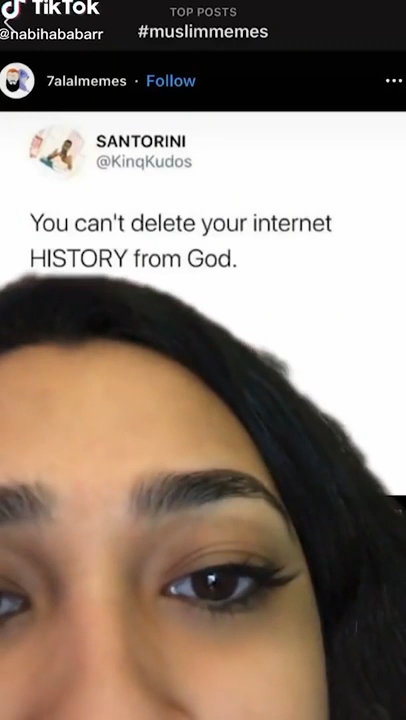 TikTok
@habihababarr
TOP POSTS
#muslimmemes
7alalmemes · Follow
SANTORINI
@KinqKudos
You can't delete your internet
HISTORY from God.